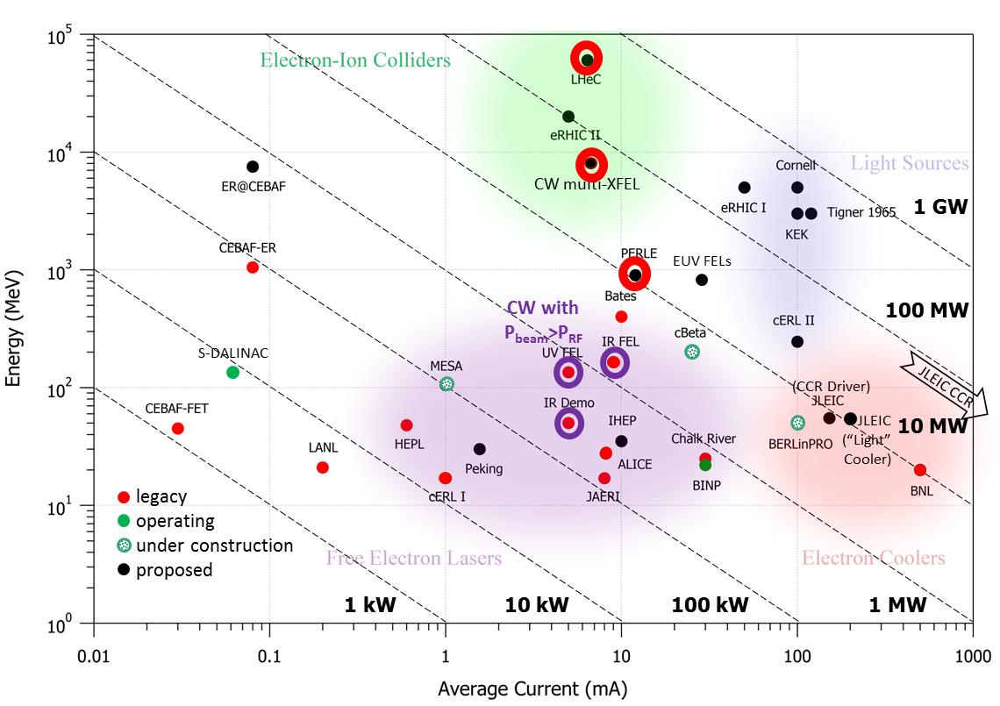 10^5
Electron-Ion Colliders
LHeC
eRHIC II
10^4
ER@CEBAF
CW multi-XFEL
Cornell
Light Sources
eRHIC I
Tigner 1965
1 GW
KEK
CEBAF-ER
10^3
PERLE
EUV FELs
Bates
CW with
P_beam>P_RF
100 MW
cERL II
cBeta
UV FEL
IR FEL
S-DALINAC
MESA
10^2
JLEIC CCR
(CCR Driver)
JLEIC
IR Demo
CEBAF-FET
IHEP
JLEIC
10 MW
(“Light”
Cooler)
HEPL
Chalk River
BERLinPRO
LANL
Peking
ALICE
BINP
BNL
cERL I
JAERI
10^1
legacy
operating
under construction
proposed
Free Electron Lasers
Electron Coolers
1 kW
10 kW
100 kW
1 MW
10^0
0.01
0.1
1
10
100
1000
Average Current (mA)
Energy (MeV)